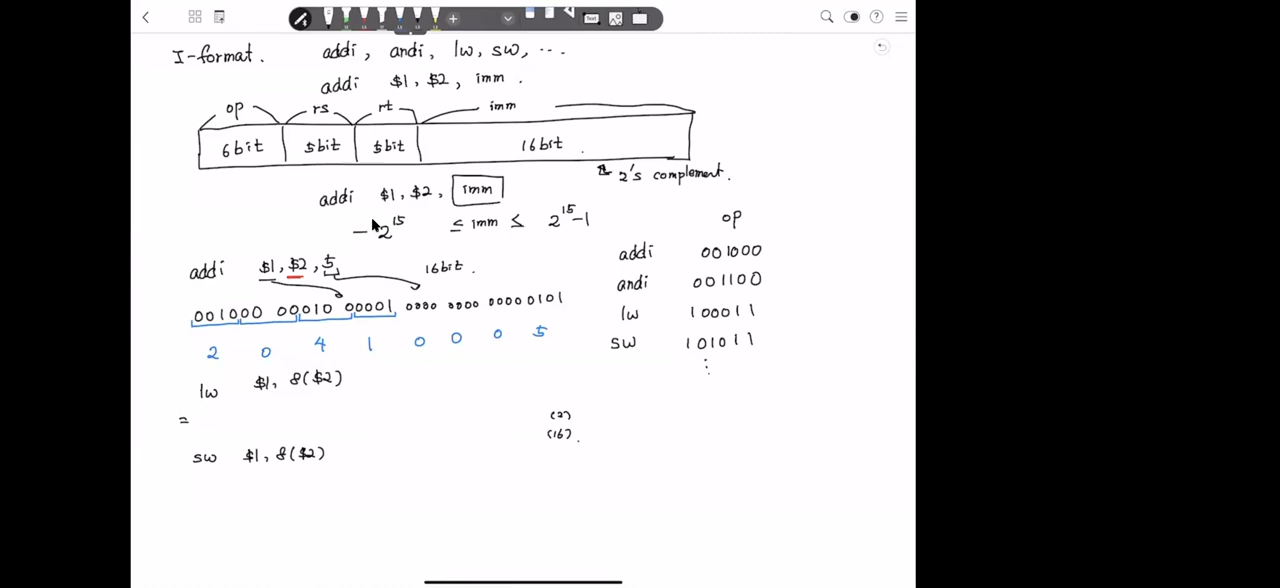 I-format. addi, andi, lw, sw, ...
addi $1, $2, imm.
op rs rt imm
6bit 5bit 5bit 16bit
2's complement.
addi $1, $2, imm
-2^15 ≤ imm ≤ 2^15-1
op
addi 001000
andi 001100
lw 100011
sw 101011
⋮
addi $1, $2, 5 16bit.
001000 00010 00001 0000 0000 0000 0101
2 0 4 1 0 0 0 5
lw $1, 8($2)
=
(2)
(16).
sw $1, 8($2)
Text